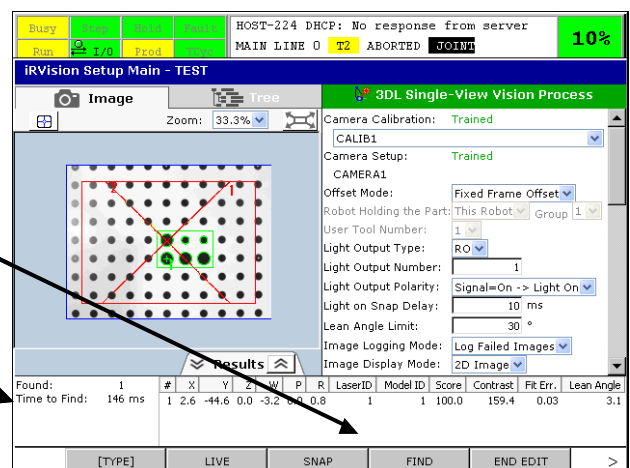 Busy Step Hold Fault HOST-224 DHCP: No response from server
Run I/O Prod TCyc MAIN LINE 0 T2 ABORTED JOINT 10%
iRVision Setup Main - TEST
Image Tree 3DL Single-View Vision Process
Zoom: 33.3% Camera Calibration: Trained
CALIB1
Camera Setup: Trained
CAMERA1
Offset Mode: Fixed Frame Offset
Robot Holding the Part: This Robot Group 1
User Tool Number: 1
Light Output Type: RO
Light Output Number: 1
Light Output Polarity: Signal=On -> Light On
Light on Snap Delay: 10 ms
Lean Angle Limit: 30 °
Image Logging Mode: Log Failed Images
Results Image Display Mode: 2D Image
2 1
1
Found: 1 # X Y Z W P R LaserID Model ID Score Contrast Fit Err. Lean Angle
Time to Find: 146 ms 1 2.6 -44.6 0.0 -3.2 0.0 0.8 1 1 100.0 159.4 0.03 3.1
[TYPE] LIVE SNAP FIND END EDIT >